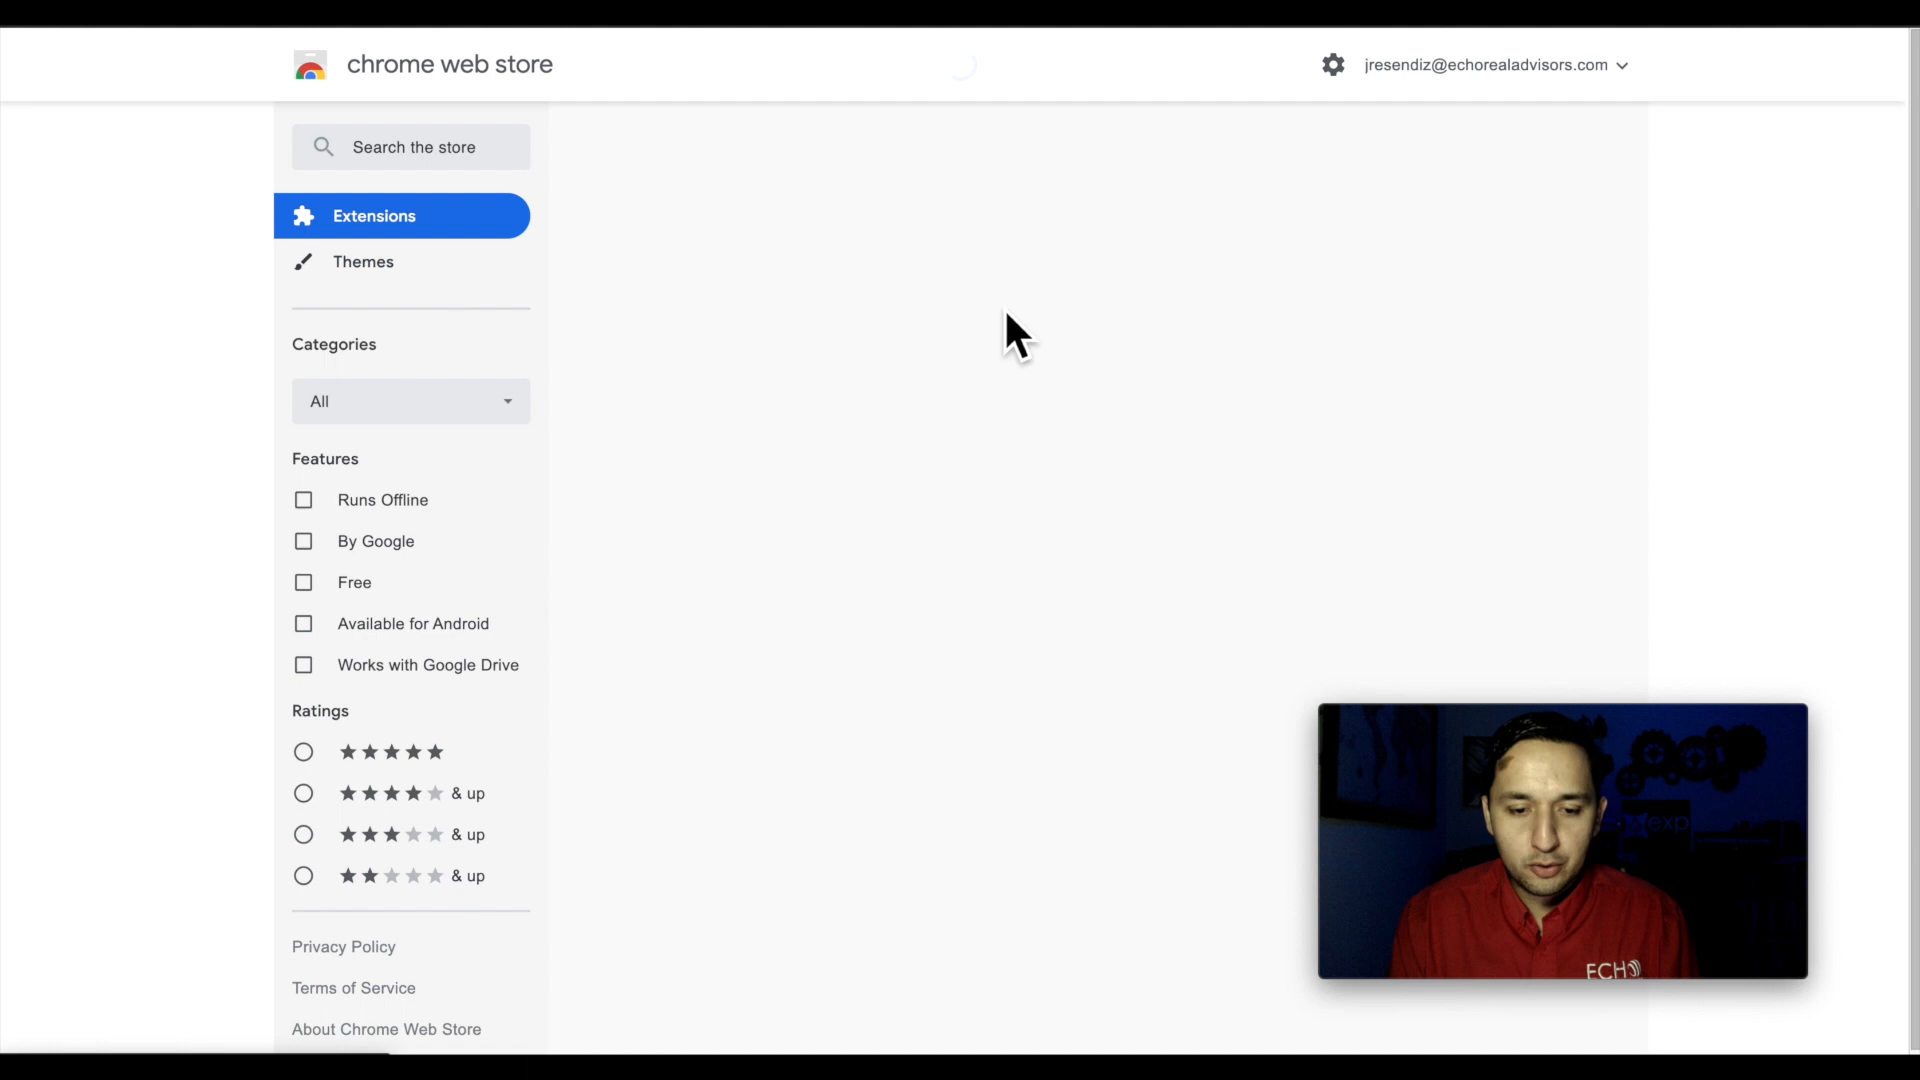 chrome web store
jresendiz@echorealadvisors.com
Search the store
Extensions
Themes
Categories
All
Features
Runs Offline
By Google
Free
Available for Android
Works with Google Drive
Ratings
& up
& up
& up
Privacy Policy
Terms of Service
About Chrome Web Store
exp
ECHO